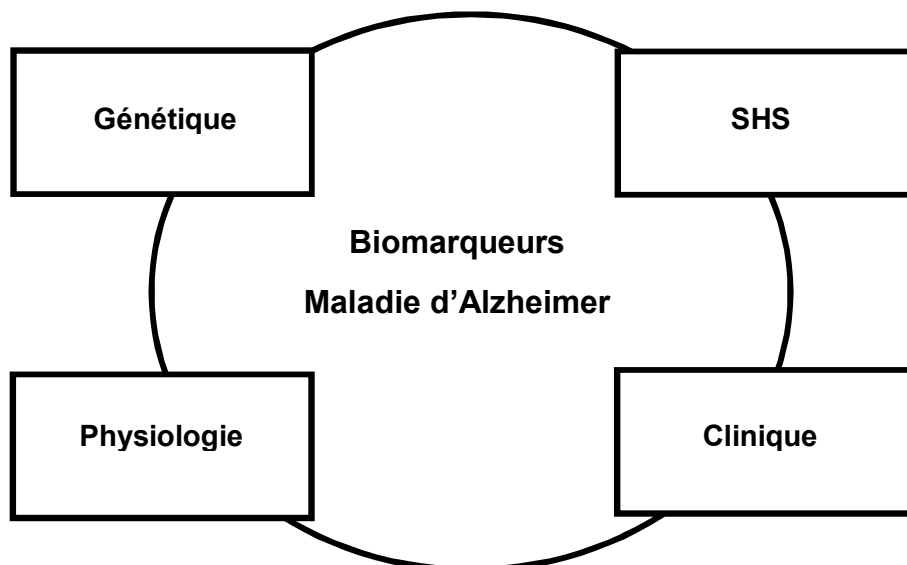 Génétique
SHS
Biomarqueurs
Maladie d’Alzheimer
Physiologie
Clinique